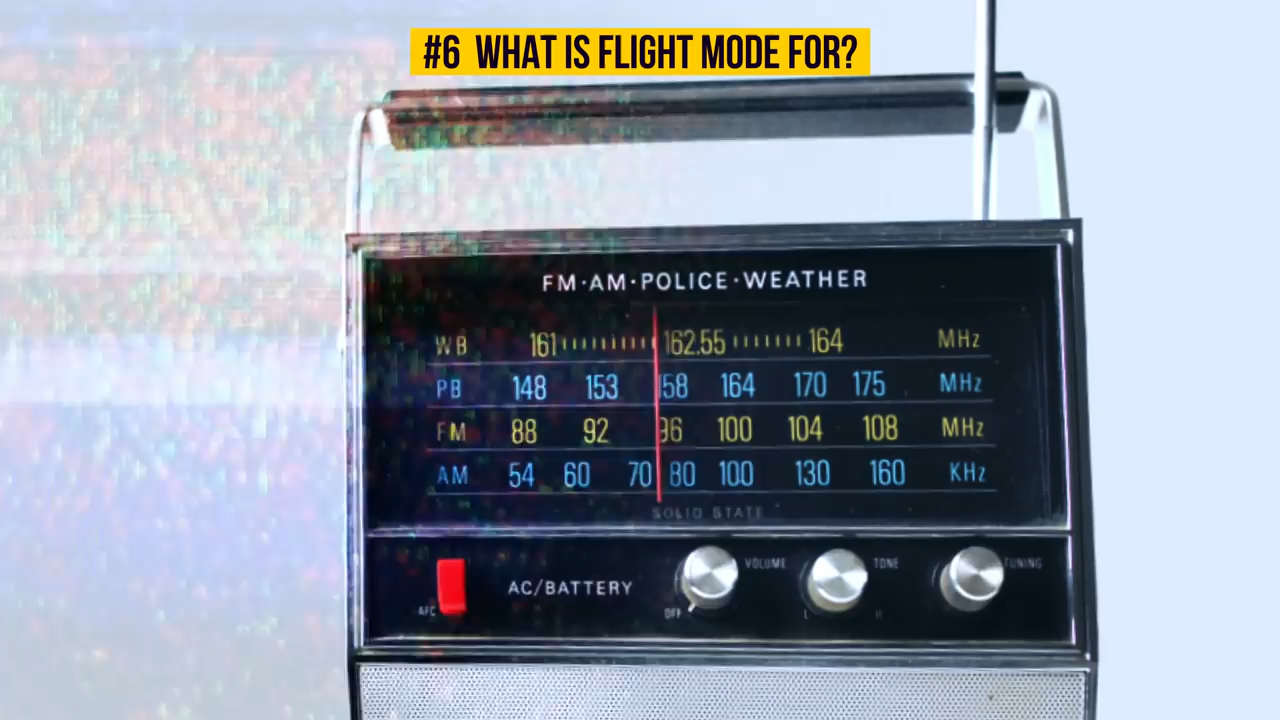 #6 WHAT IS FLIGHT MODE FOR?
FM·AM·POLICE·WEATHER
WB 161 162.55 164 MHz
PB 148 153 158 164 170 175 MHz
FM 88 92 96 100 104 108 MHz
AM 54 60 70 80 100 130 160 KHz
SOLID STATE
AFC AC/BATTERY OFF VOLUME L TONE H TUNING